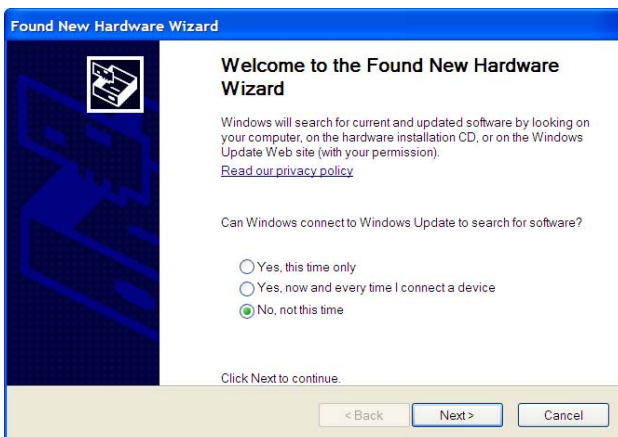 Found New Hardware Wizard
Welcome to the Found New Hardware
Wizard
Windows will search for current and updated software by looking on
your computer, on the hardware installation CD, or on the Windows
Update Web site (with your permission).
Read our privacy policy
Can Windows connect to Windows Update to search for software?
Yes, this time only
Yes, now and every time I connect a device
No, not this time
Click Next to continue.
< Back Next > Cancel